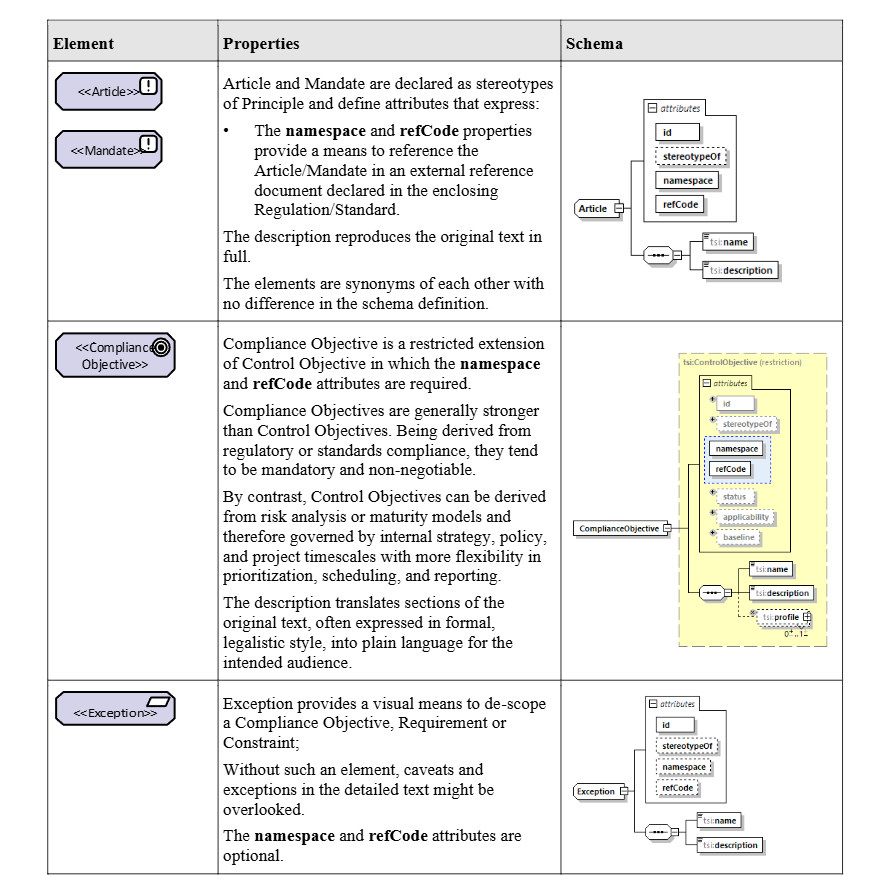 Element
Properties
Schema
<<Article>>
<<Mandate>>
Article and Mandate are declared as stereotypes
of Principle and define attributes that express:
• The namespace and refCode properties
provide a means to reference the
Article/Mandate in an external reference
document declared in the enclosing
Regulation/Standard.
The description reproduces the original text in
full.
The elements are synonyms of each other with
no difference in the schema definition.
attributes
id
stereotypeOf
namespace
refCode
Article
tsi:name
tsi:description
<<Compliance
Objective>>
Compliance Objective is a restricted extension
of Control Objective in which the namespace
and refCode attributes are required.
Compliance Objectives are generally stronger
than Control Objectives. Being derived from
regulatory or standards compliance, they tend
to be mandatory and non-negotiable.
By contrast, Control Objectives can be derived
from risk analysis or maturity models and
therefore governed by internal strategy, policy,
and project timescales with more flexibility in
prioritization, scheduling, and reporting.
The description translates sections of the
original text, often expressed in formal,
legalistic style, into plain language for the
intended audience.
tsi:ControlObjective (restriction)
attributes
id
stereotypeOf
namespace
refCode
status
applicability
baseline
ComplianceObjective
tsi:name
tsi:description
tsi:profile
0..1
<<Exception>>
Exception provides a visual means to de-scope
a Compliance Objective, Requirement or
Constraint;
Without such an element, caveats and
exceptions in the detailed text might be
overlooked.
The namespace and refCode attributes are
optional.
attributes
id
stereotypeOf
namespace
refCode
Exception
tsi:name
tsi:description